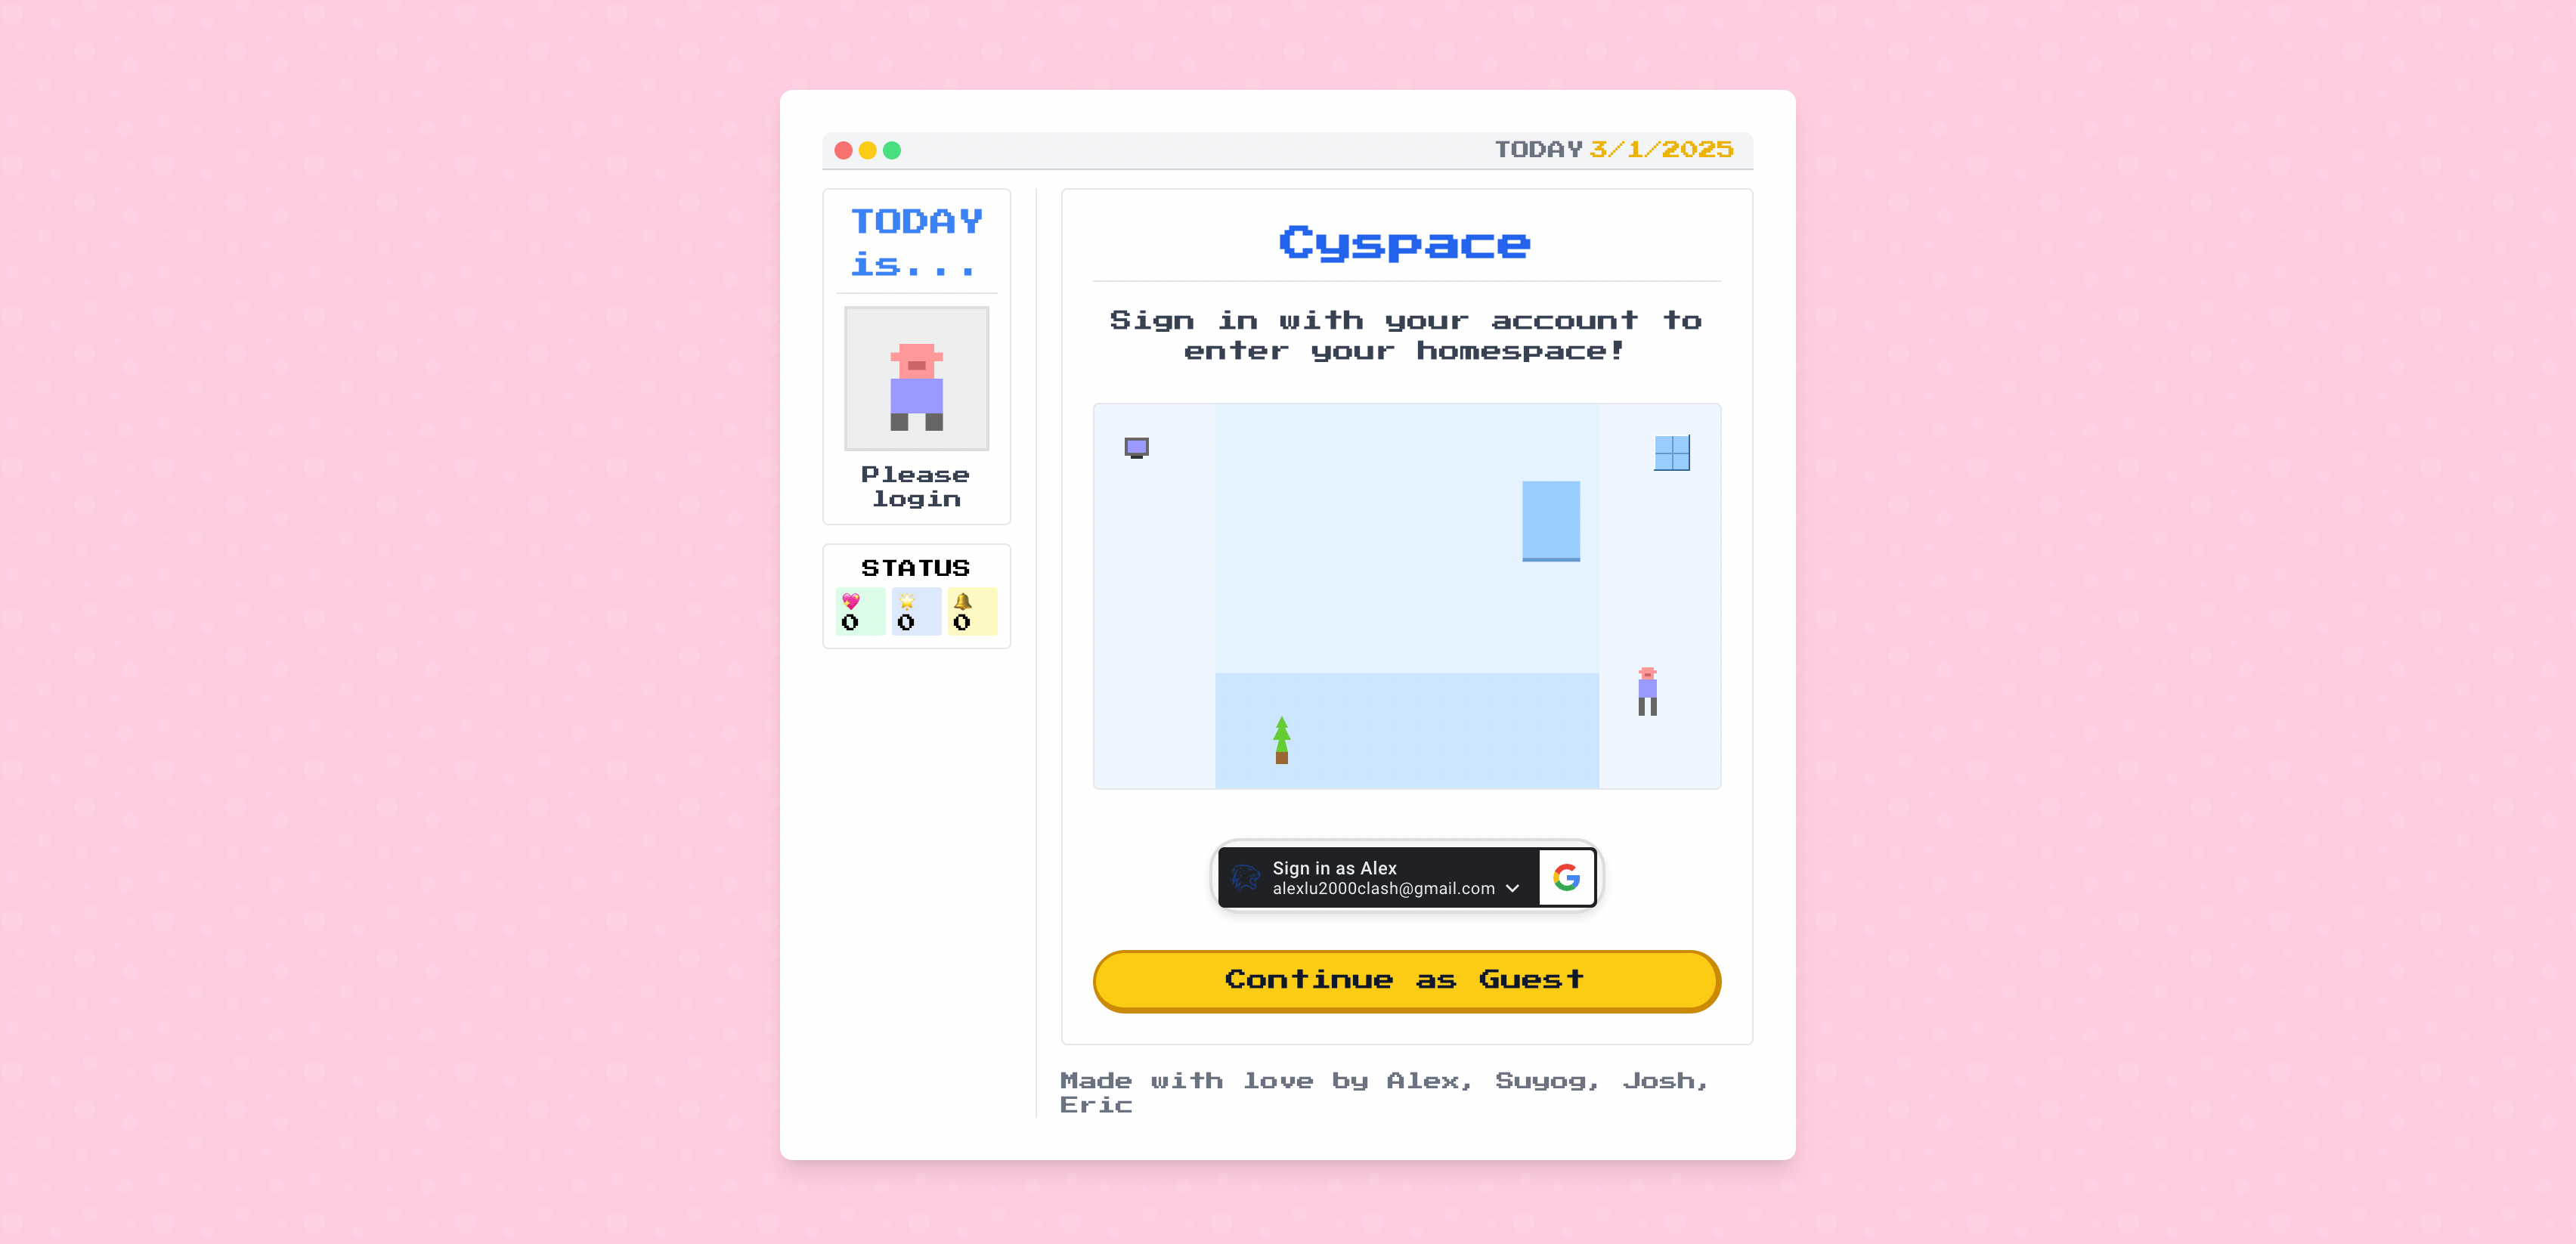 TODAY 3/1/2025
TODAY
is...
Please
login
STATUS
0 0 0
Cyspace
Sign in with your account to
enter your homespace!
Sign in as Alex
alexlu2000clash@gmail.com
Continue as Guest
Made with love by Alex, Suyog, Josh,
Eric